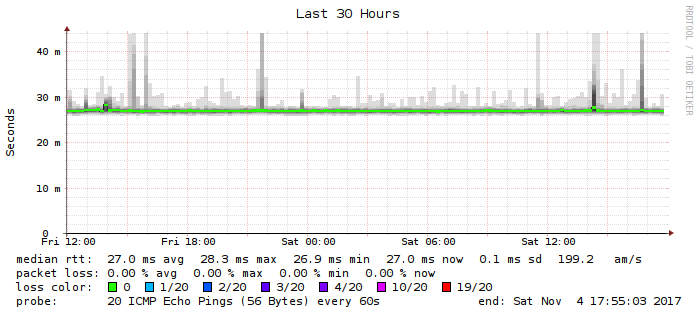 Last 30 Hours
RRDTOOL / TOBI OETIKER
Seconds
40 m
30 m
20 m
10 m
0
Fri 12:00 Fri 18:00 Sat 00:00 Sat 06:00 Sat 12:00
median rtt: 27.0 ms avg 28.3 ms max 26.9 ms min 27.0 ms now 0.1 ms sd 199.2 am/s
packet loss: 0.00 % avg 0.00 % max 0.00 % min 0.00 % now
loss color: 0 1/20 2/20 3/20 4/20 10/20 19/20
probe: 20 ICMP Echo Pings (56 Bytes) every 60s end: Sat Nov 4 17:55:03 2017